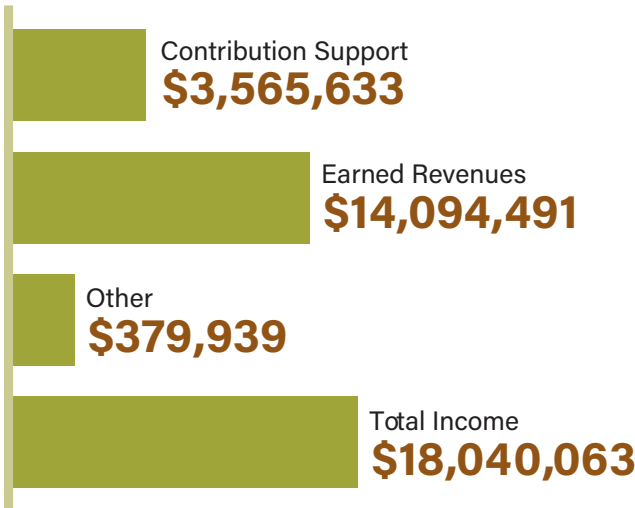 Contribution Support
$3,565,633
Earned Revenues
$14,094,491
Other
$379,939
Total Income
$18,040,063